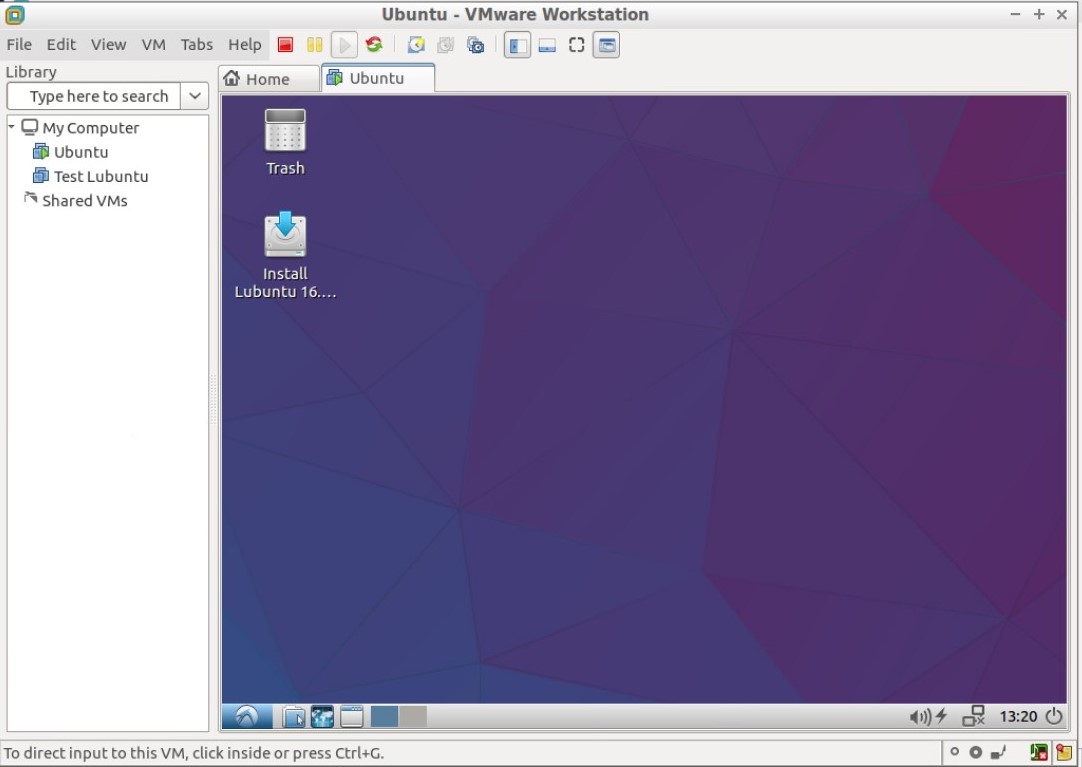 Ubuntu - VMware Workstation
File Edit View VM Tabs Help
Library
Type here to search
Home
Ubuntu
My Computer
Ubuntu
Test Lubuntu
Shared VMs
Trash
Install
Lubuntu 16....
13:20
To direct input to this VM, click inside or press Ctrl+G.